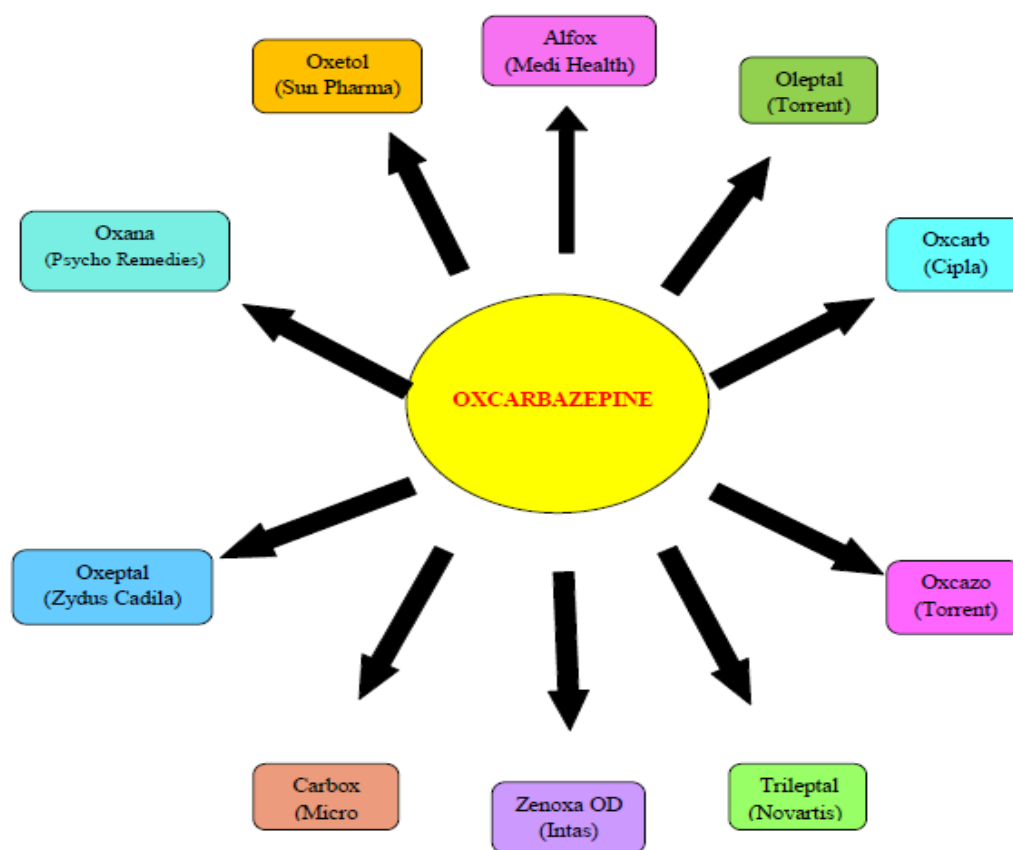 Alfox
(Medi Health)
Oxetol
(Sun Pharma)
Oleptal
(Torrent)
Oxana
(Psycho Remedies)
Oxcarb
(Cipla)
OXCARBAZEPINE
Oxeptal
(Zydus Cadila)
Oxcazo
(Torrent)
Carbox
(Micro
Zenoxa OD
(Intas)
Trileptal
(Novartis)